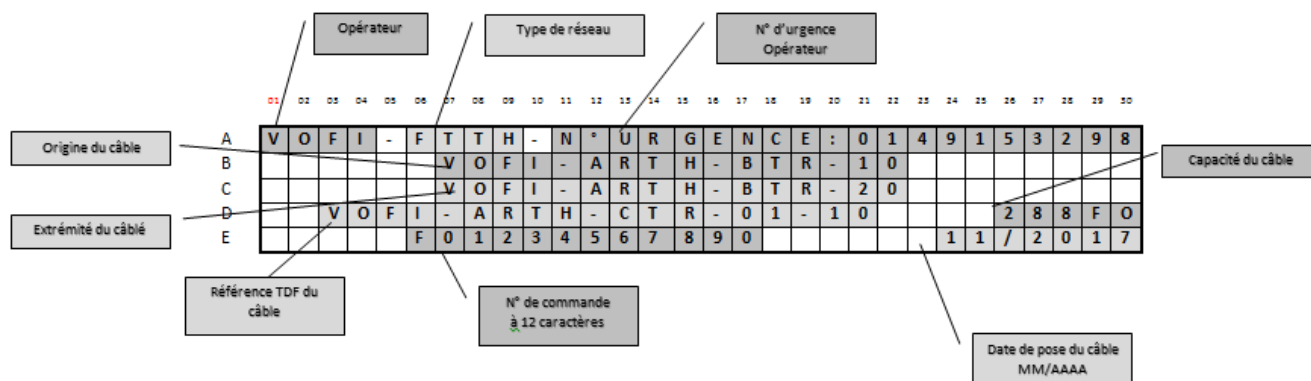 Opérateur
Type de réseau
N° d'urgence
Opérateur
01 02 03 04 05 06 07 08 09 10 11 12 13 14 15 16 17 18 19 20 21 22 23 24 25 26 27 28 29 30
Origine du câble
A V O F I - F T T H - N ° U R G E N C E : 0 1 4 9 1 5 3 2 9 8
B V O F I - A R T H - B T R - 1 0
Capacité du câble
C V O F I - A R T H - B T R - 2 0
Extrémité du câblé
D V O F I - A R T H - C T R - 0 1 - 1 0 2 8 8 F O
E F 0 1 2 3 4 5 6 7 8 9 0 1 1 / 2 0 1 7
Référence TDF du
câble
N° de commande
à 12 caractères
Date de pose du câble
MM/AAAA